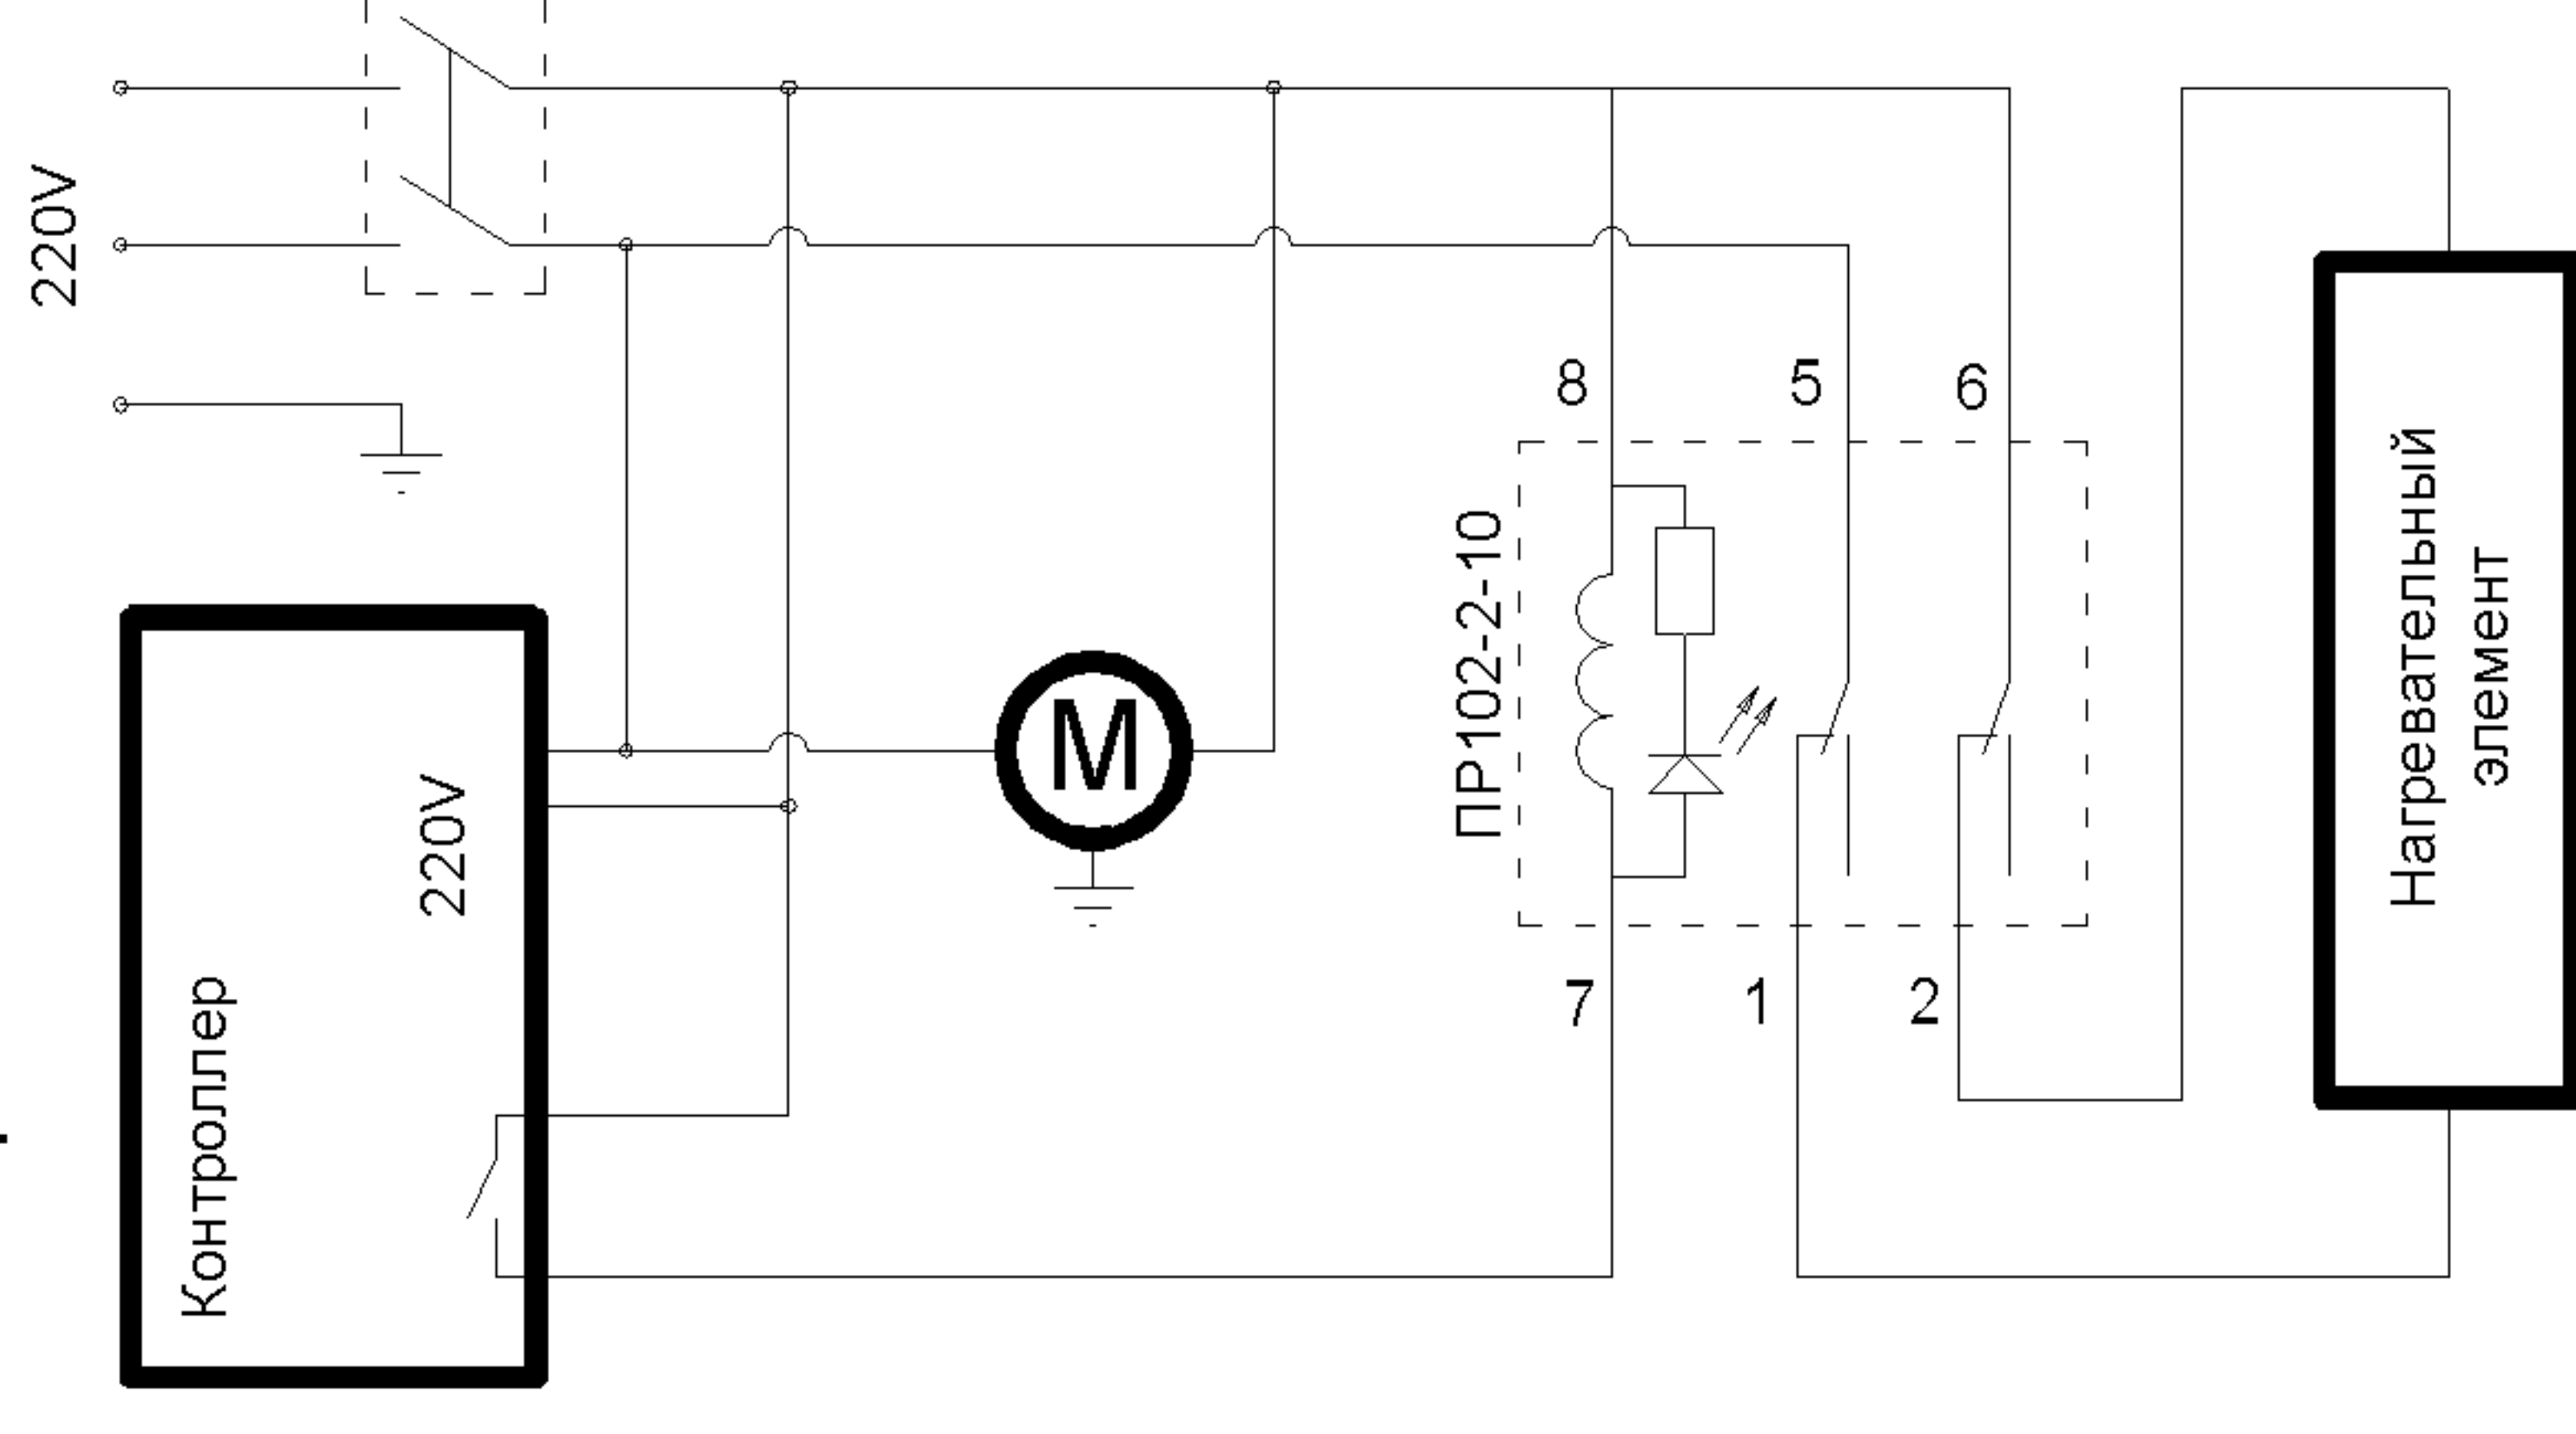 220V
Контроллер
220V
M
ПР102-2-10
8
5
6
7
1
2
Нагревательный
элемент